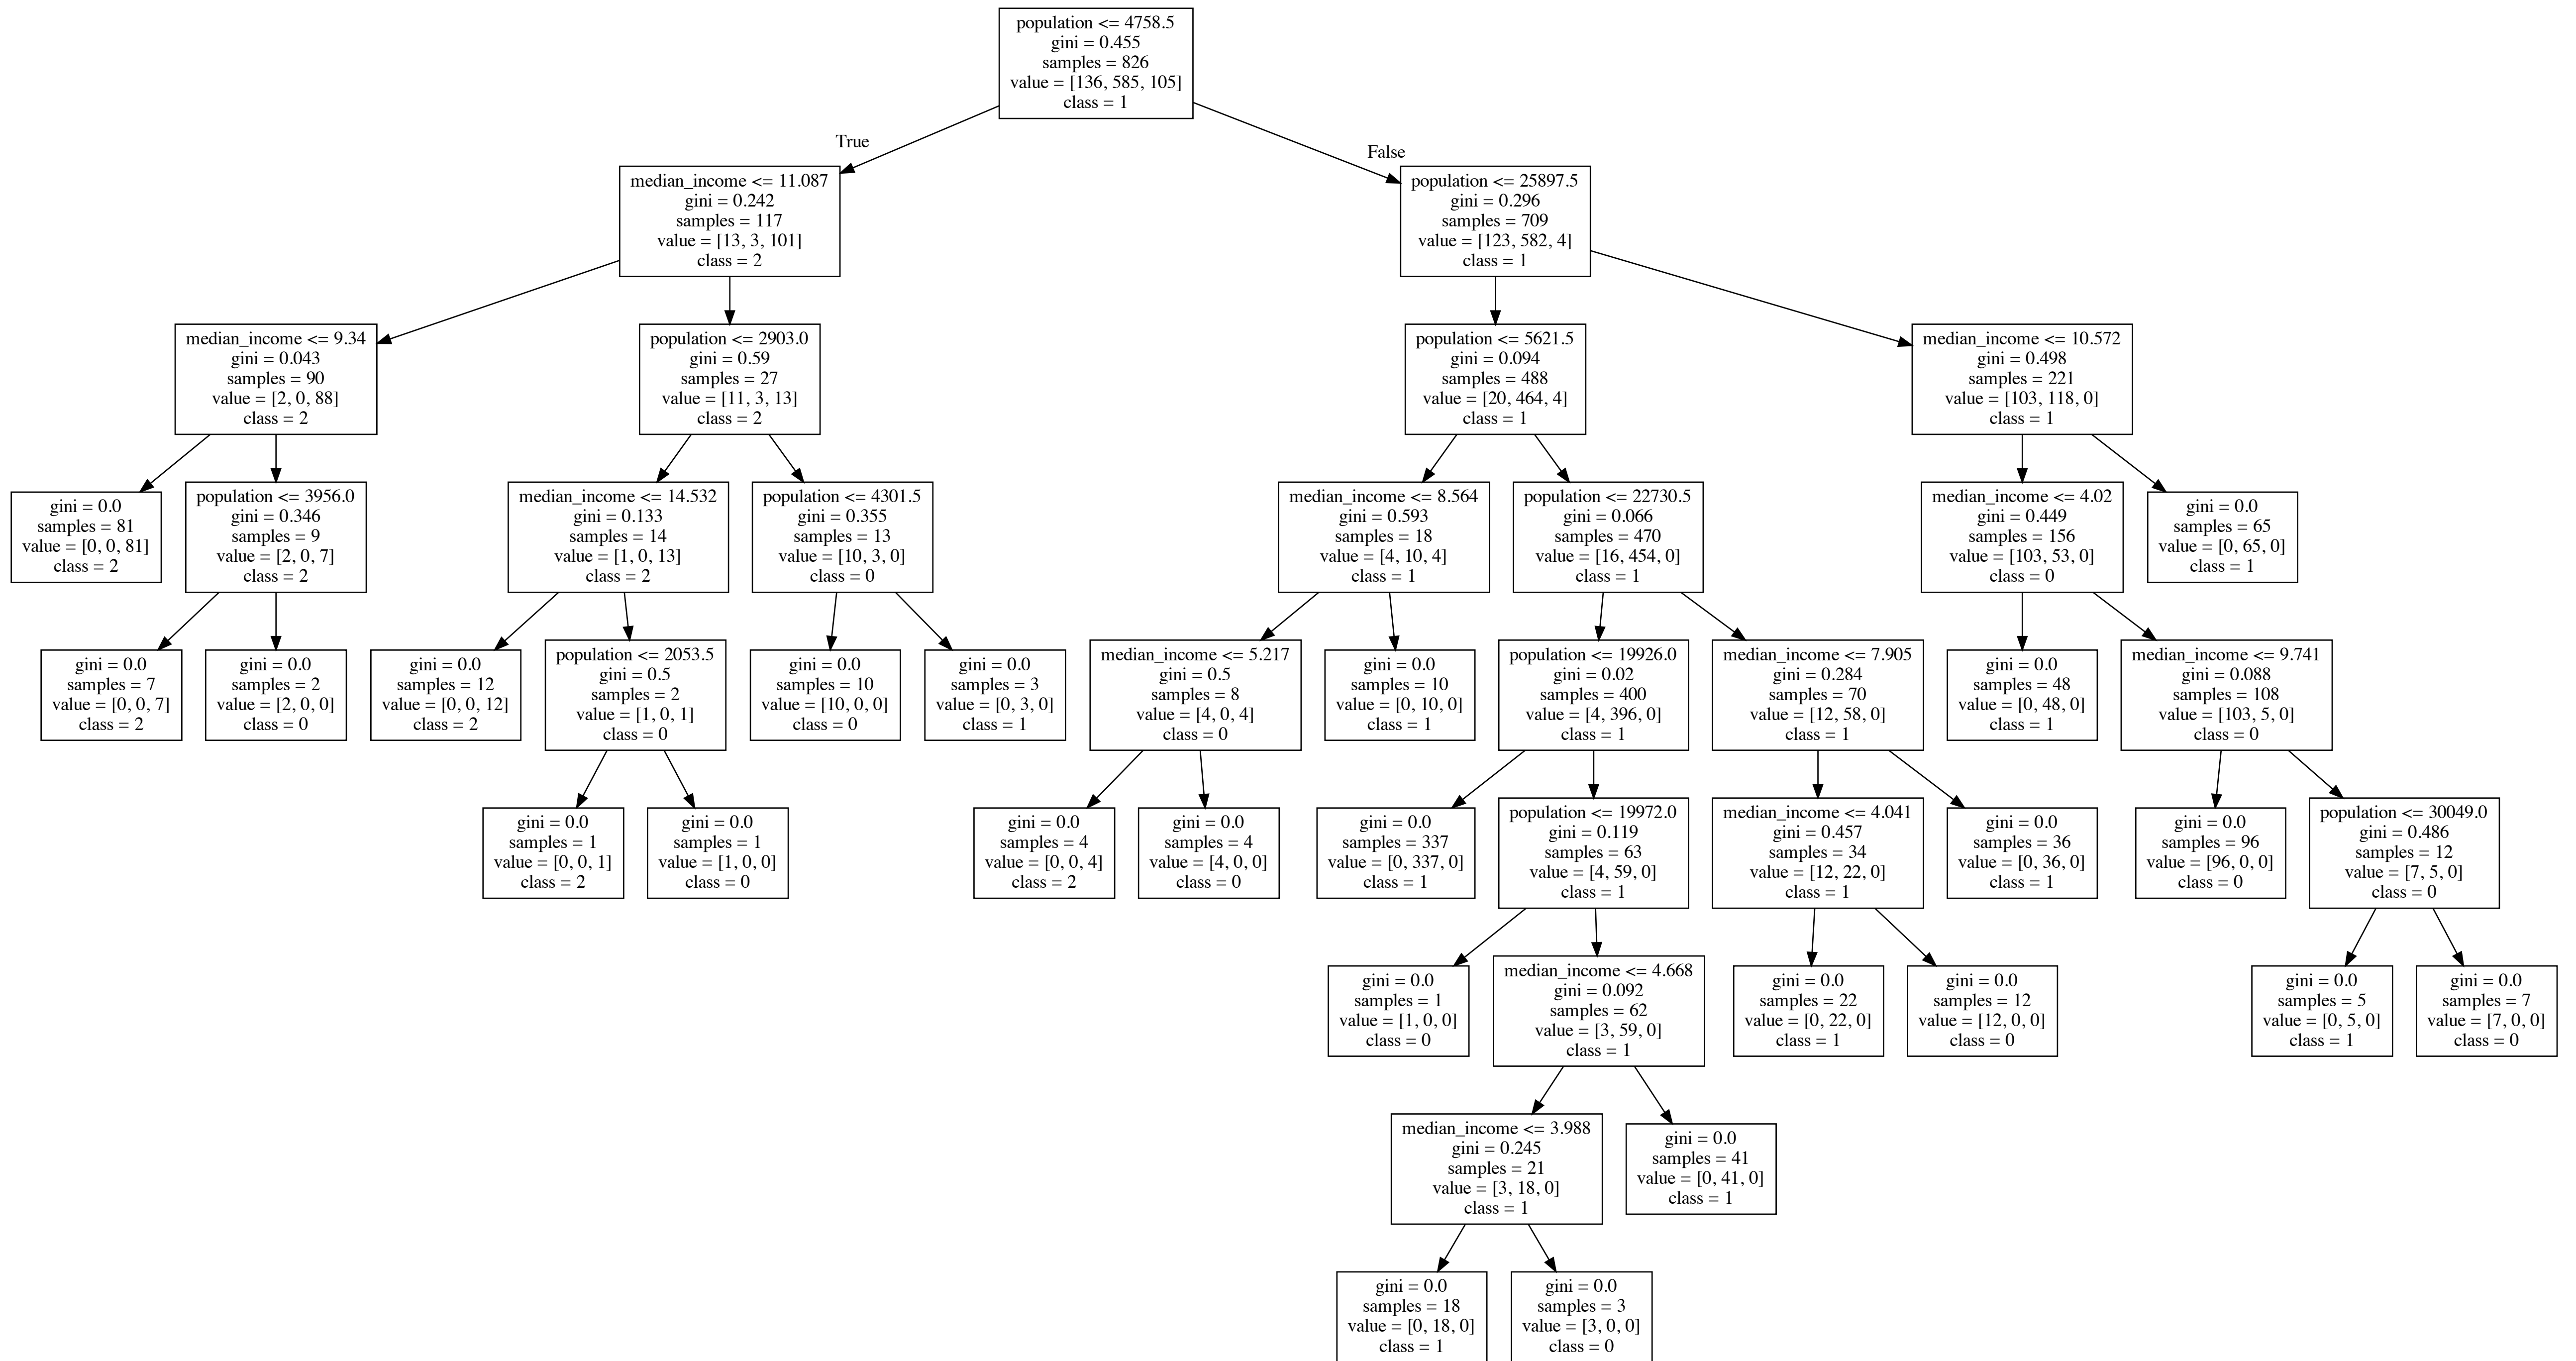 population <= 4758.5
gini = 0.455
samples = 826
value = [136, 585, 105]
class = 1
True
False
median_income <= 11.087
gini = 0.242
samples = 117
value = [13, 3, 101]
class = 2
population <= 25897.5
gini = 0.296
samples = 709
value = [123, 582, 4]
class = 1
median_income <= 9.34
gini = 0.043
samples = 90
value = [2, 0, 88]
class = 2
population <= 2903.0
gini = 0.59
samples = 27
value = [11, 3, 13]
class = 2
population <= 5621.5
gini = 0.094
samples = 488
value = [20, 464, 4]
class = 1
median_income <= 10.572
gini = 0.498
samples = 221
value = [103, 118, 0]
class = 1
gini = 0.0
samples = 81
value = [0, 0, 81]
class = 2
population <= 3956.0
gini = 0.346
samples = 9
value = [2, 0, 7]
class = 2
median_income <= 14.532
gini = 0.133
samples = 14
value = [1, 0, 13]
class = 2
population <= 4301.5
gini = 0.355
samples = 13
value = [10, 3, 0]
class = 0
median_income <= 8.564
gini = 0.593
samples = 18
value = [4, 10, 4]
class = 1
population <= 22730.5
gini = 0.066
samples = 470
value = [16, 454, 0]
class = 1
median_income <= 4.02
gini = 0.449
samples = 156
value = [103, 53, 0]
class = 0
gini = 0.0
samples = 65
value = [0, 65, 0]
class = 1
gini = 0.0
samples = 7
value = [0, 0, 7]
class = 2
gini = 0.0
samples = 2
value = [2, 0, 0]
class = 0
gini = 0.0
samples = 12
value = [0, 0, 12]
class = 2
population <= 2053.5
gini = 0.5
samples = 2
value = [1, 0, 1]
class = 0
gini = 0.0
samples = 10
value = [10, 0, 0]
class = 0
gini = 0.0
samples = 3
value = [0, 3, 0]
class = 1
median_income <= 5.217
gini = 0.5
samples = 8
value = [4, 0, 4]
class = 0
gini = 0.0
samples = 10
value = [0, 10, 0]
class = 1
population <= 19926.0
gini = 0.02
samples = 400
value = [4, 396, 0]
class = 1
median_income <= 7.905
gini = 0.284
samples = 70
value = [12, 58, 0]
class = 1
gini = 0.0
samples = 48
value = [0, 48, 0]
class = 1
median_income <= 9.741
gini = 0.088
samples = 108
value = [103, 5, 0]
class = 0
gini = 0.0
samples = 1
value = [0, 0, 1]
class = 2
gini = 0.0
samples = 1
value = [1, 0, 0]
class = 0
gini = 0.0
samples = 4
value = [0, 0, 4]
class = 2
gini = 0.0
samples = 4
value = [4, 0, 0]
class = 0
gini = 0.0
samples = 337
value = [0, 337, 0]
class = 1
population <= 19972.0
gini = 0.119
samples = 63
value = [4, 59, 0]
class = 1
median_income <= 4.041
gini = 0.457
samples = 34
value = [12, 22, 0]
class = 1
gini = 0.0
samples = 36
value = [0, 36, 0]
class = 1
gini = 0.0
samples = 96
value = [96, 0, 0]
class = 0
population <= 30049.0
gini = 0.486
samples = 12
value = [7, 5, 0]
class = 0
gini = 0.0
samples = 1
value = [1, 0, 0]
class = 0
median_income <= 4.668
gini = 0.092
samples = 62
value = [3, 59, 0]
class = 1
gini = 0.0
samples = 22
value = [0, 22, 0]
class = 1
gini = 0.0
samples = 12
value = [12, 0, 0]
class = 0
gini = 0.0
samples = 5
value = [0, 5, 0]
class = 1
gini = 0.0
samples = 7
value = [7, 0, 0]
class = 0
median_income <= 3.988
gini = 0.245
samples = 21
value = [3, 18, 0]
class = 1
gini = 0.0
samples = 41
value = [0, 41, 0]
class = 1
gini = 0.0
samples = 18
value = [0, 18, 0]
class = 1
gini = 0.0
samples = 3
value = [3, 0, 0]
class = 0